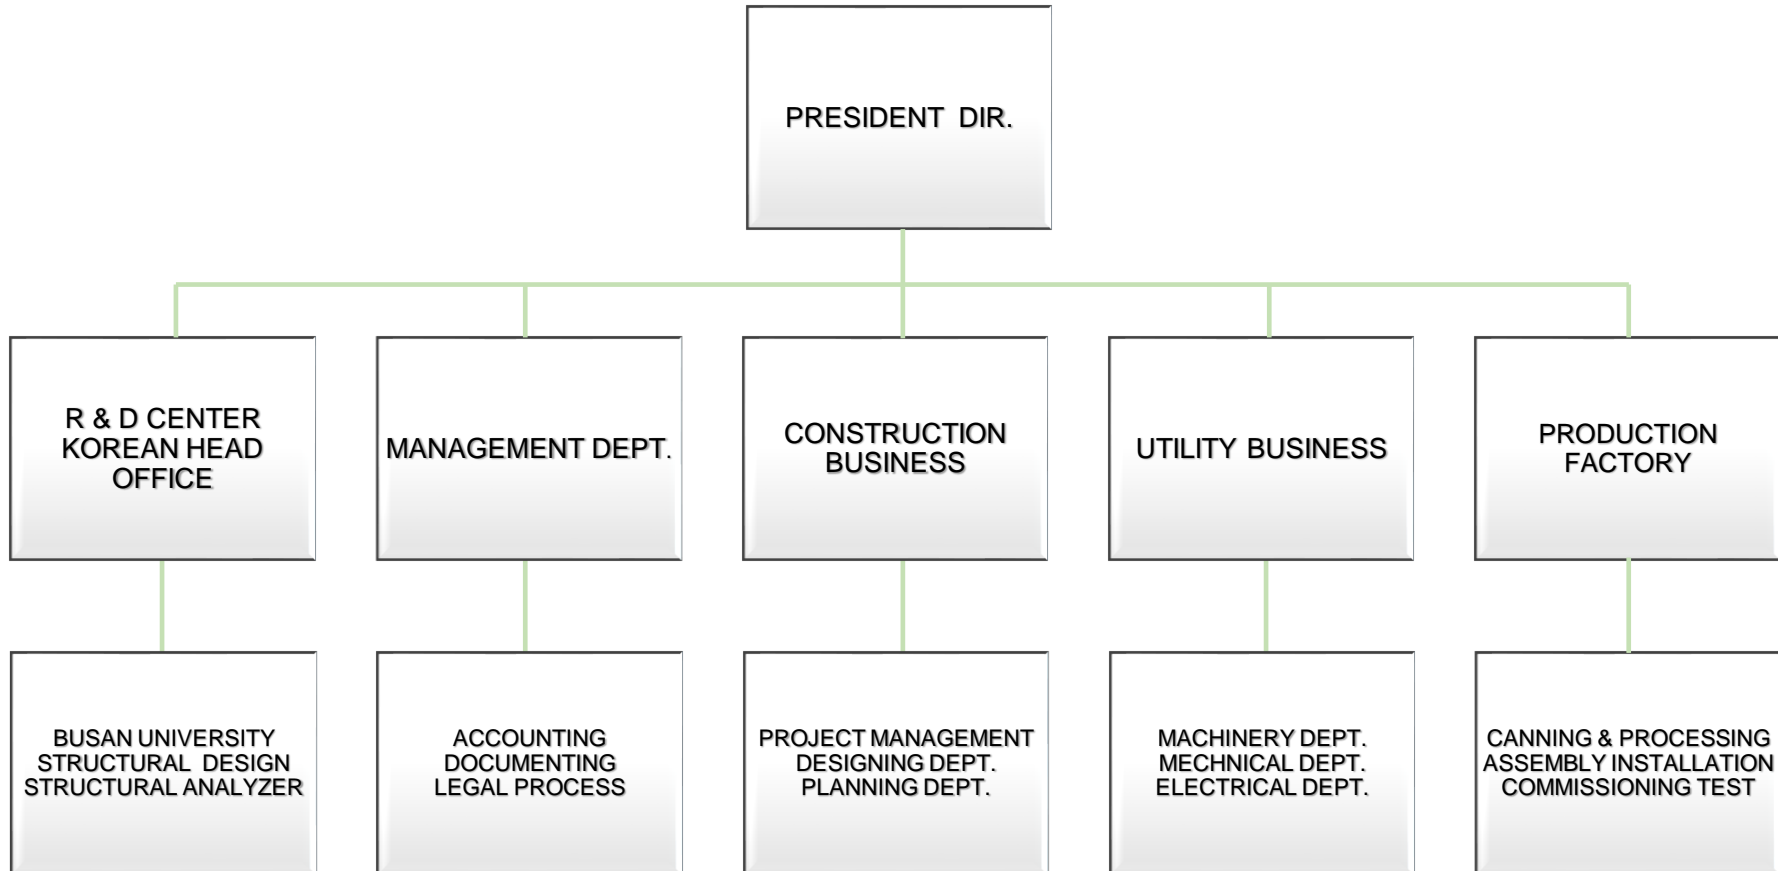 PRESIDENT DIR.
R & D CENTER
KOREAN HEAD
OFFICE
MANAGEMENT DEPT.
CONSTRUCTION
BUSINESS
UTILITY BUSINESS
PRODUCTION
FACTORY
BUSAN UNIVERSITY
STRUCTURAL DESIGN
STRUCTURAL ANALYZER
ACCOUNTING
DOCUMENTING
LEGAL PROCESS
PROJECT MANAGEMENT
DESIGNING DEPT.
PLANNING DEPT.
MACHINERY DEPT.
MECHNICAL DEPT.
ELECTRICAL DEPT.
CANNING & PROCESSING
ASSEMBLY INSTALLATION
COMMISSIONING TEST